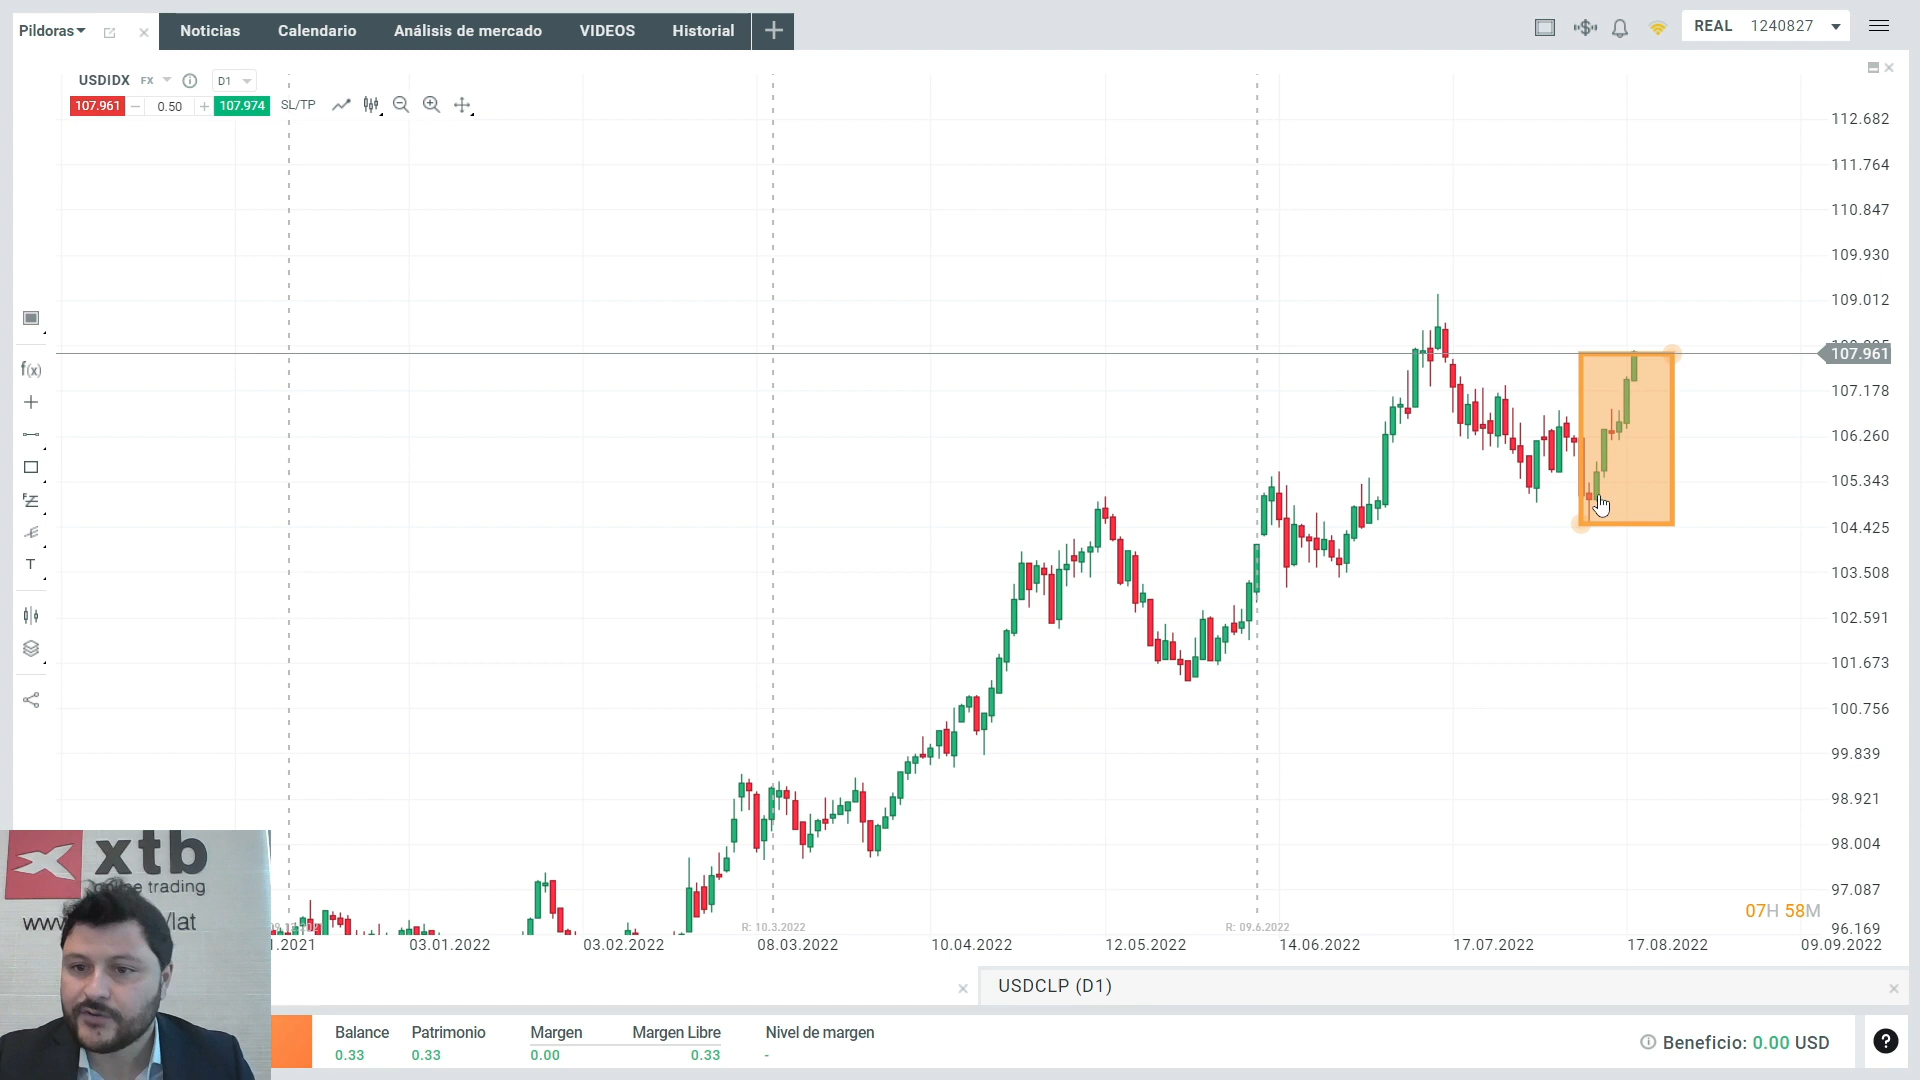 Pildoras
Noticias
Calendario
Análisis de mercado
VIDEOS
Historial
REAL 1240827
USDIDX FX D1
107.961 0.50 107.974 SL/TP
112.682
111.764
110.847
109.930
109.012
107.961
107.178
106.260
105.343
104.425
103.508
102.591
101.673
100.756
99.839
98.921
98.004
97.087
96.169
f(x)
T
07H 58M
R: 10.3.2022
R: 09.6.2022
1.2021
03.01.2022
03.02.2022
08.03.2022
10.04.2022
12.05.2022
14.06.2022
17.07.2022
17.08.2022
09.09.2022
xtb
online trading
www /lat
USDCLP (D1)
Balance Patrimonio Margen Margen Libre Nivel de margen
0.33 0.33 0.00 0.33 -
Beneficio: 0.00 USD